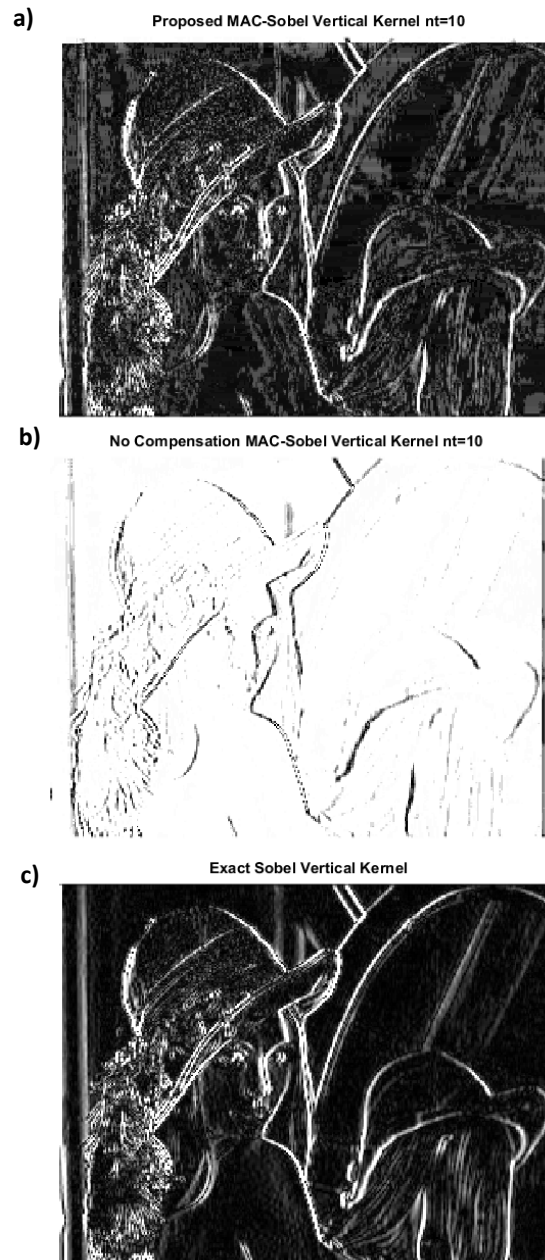 a)
Proposed MAC-Sobel Vertical Kernel nt=10
b)
No Compensation MAC-Sobel Vertical Kernel nt=10
c)
Exact Sobel Vertical Kernel